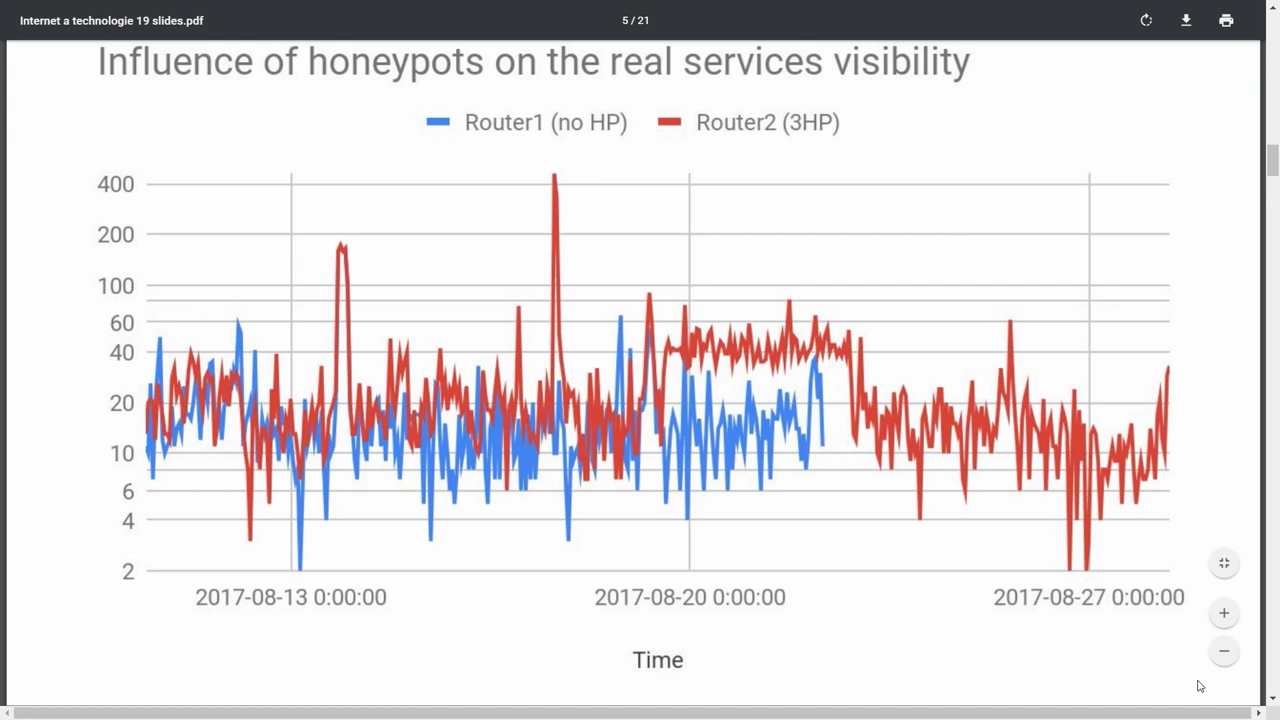 Internet a technologie 19 slides.pdf
5 / 21
Influence of honeypots on the real services visibility
Router1 (no HP) Router2 (3HP)
400
200
100
60
40
20
10
6
4
2
2017-08-13 0:00:00 2017-08-20 0:00:00 2017-08-27 0:00:00
Time